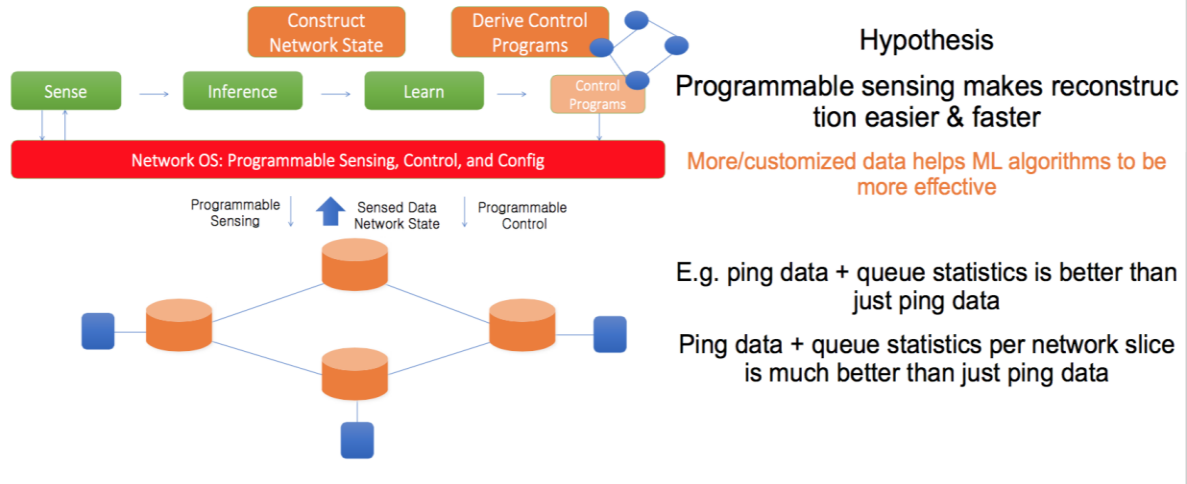 Construct
Network State
Derive Control
Programs
Sense
Inference
Learn
Control
Programs
Network OS: Programmable Sensing, Control, and Config
Programmable
Sensing
Sensed Data
Network State
Programmable
Control
Hypothesis
Programmable sensing makes reconstruc
tion easier & faster
More/customized data helps ML algorithms to be
more effective
E.g. ping data + queue statistics is better than
just ping data
Ping data + queue statistics per network slice
is much better than just ping data